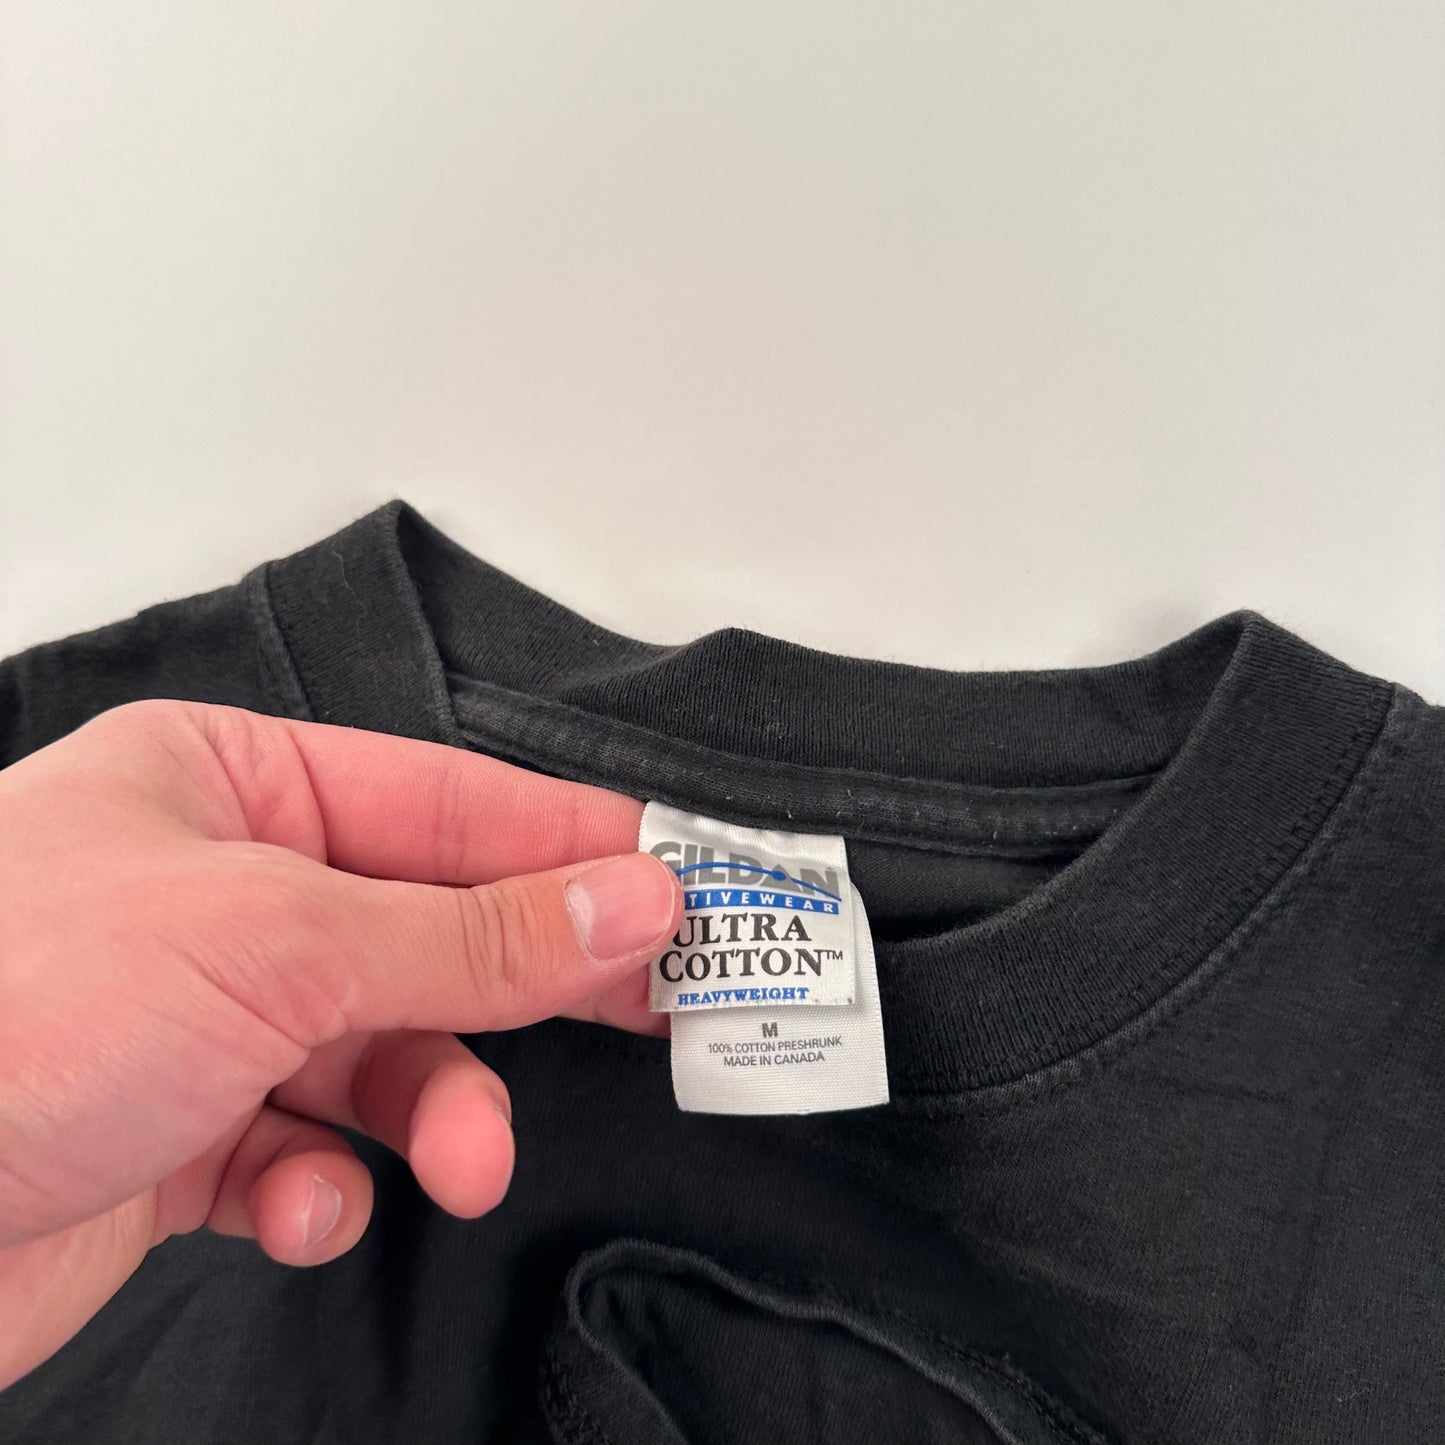 GILDAN
TIVEWEAR
ULTRA
COTTON™
HEAVYWEIGHT
M
100% COTTON PRESHRUNK
MADE IN CANADA